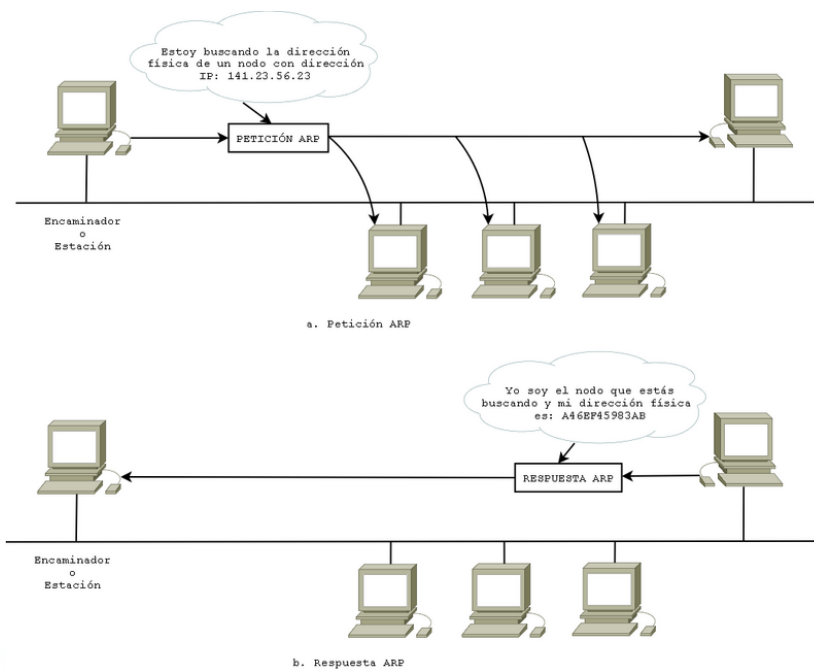 Estoy buscando la dirección
física de un nodo con dirección
IP: 141.23.56.23
PETICIÓN ARP
Encaminador
o
Estación
a. Petición ARP
Yo soy el nodo que estás
buscando y mi dirección física
es: A46EF45983AB
RESPUESTA ARP
Encaminador
o
Estación
b. Respuesta ARP